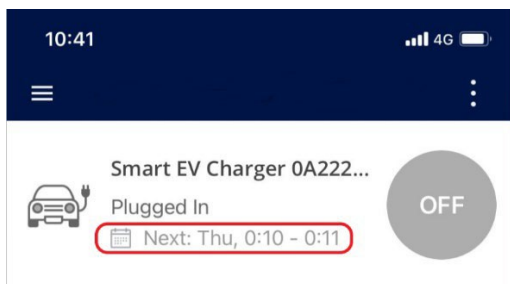 10:41
4G
Smart EV Charger 0A222...
Plugged In
OFF
Next: Thu, 0:10 - 0:11